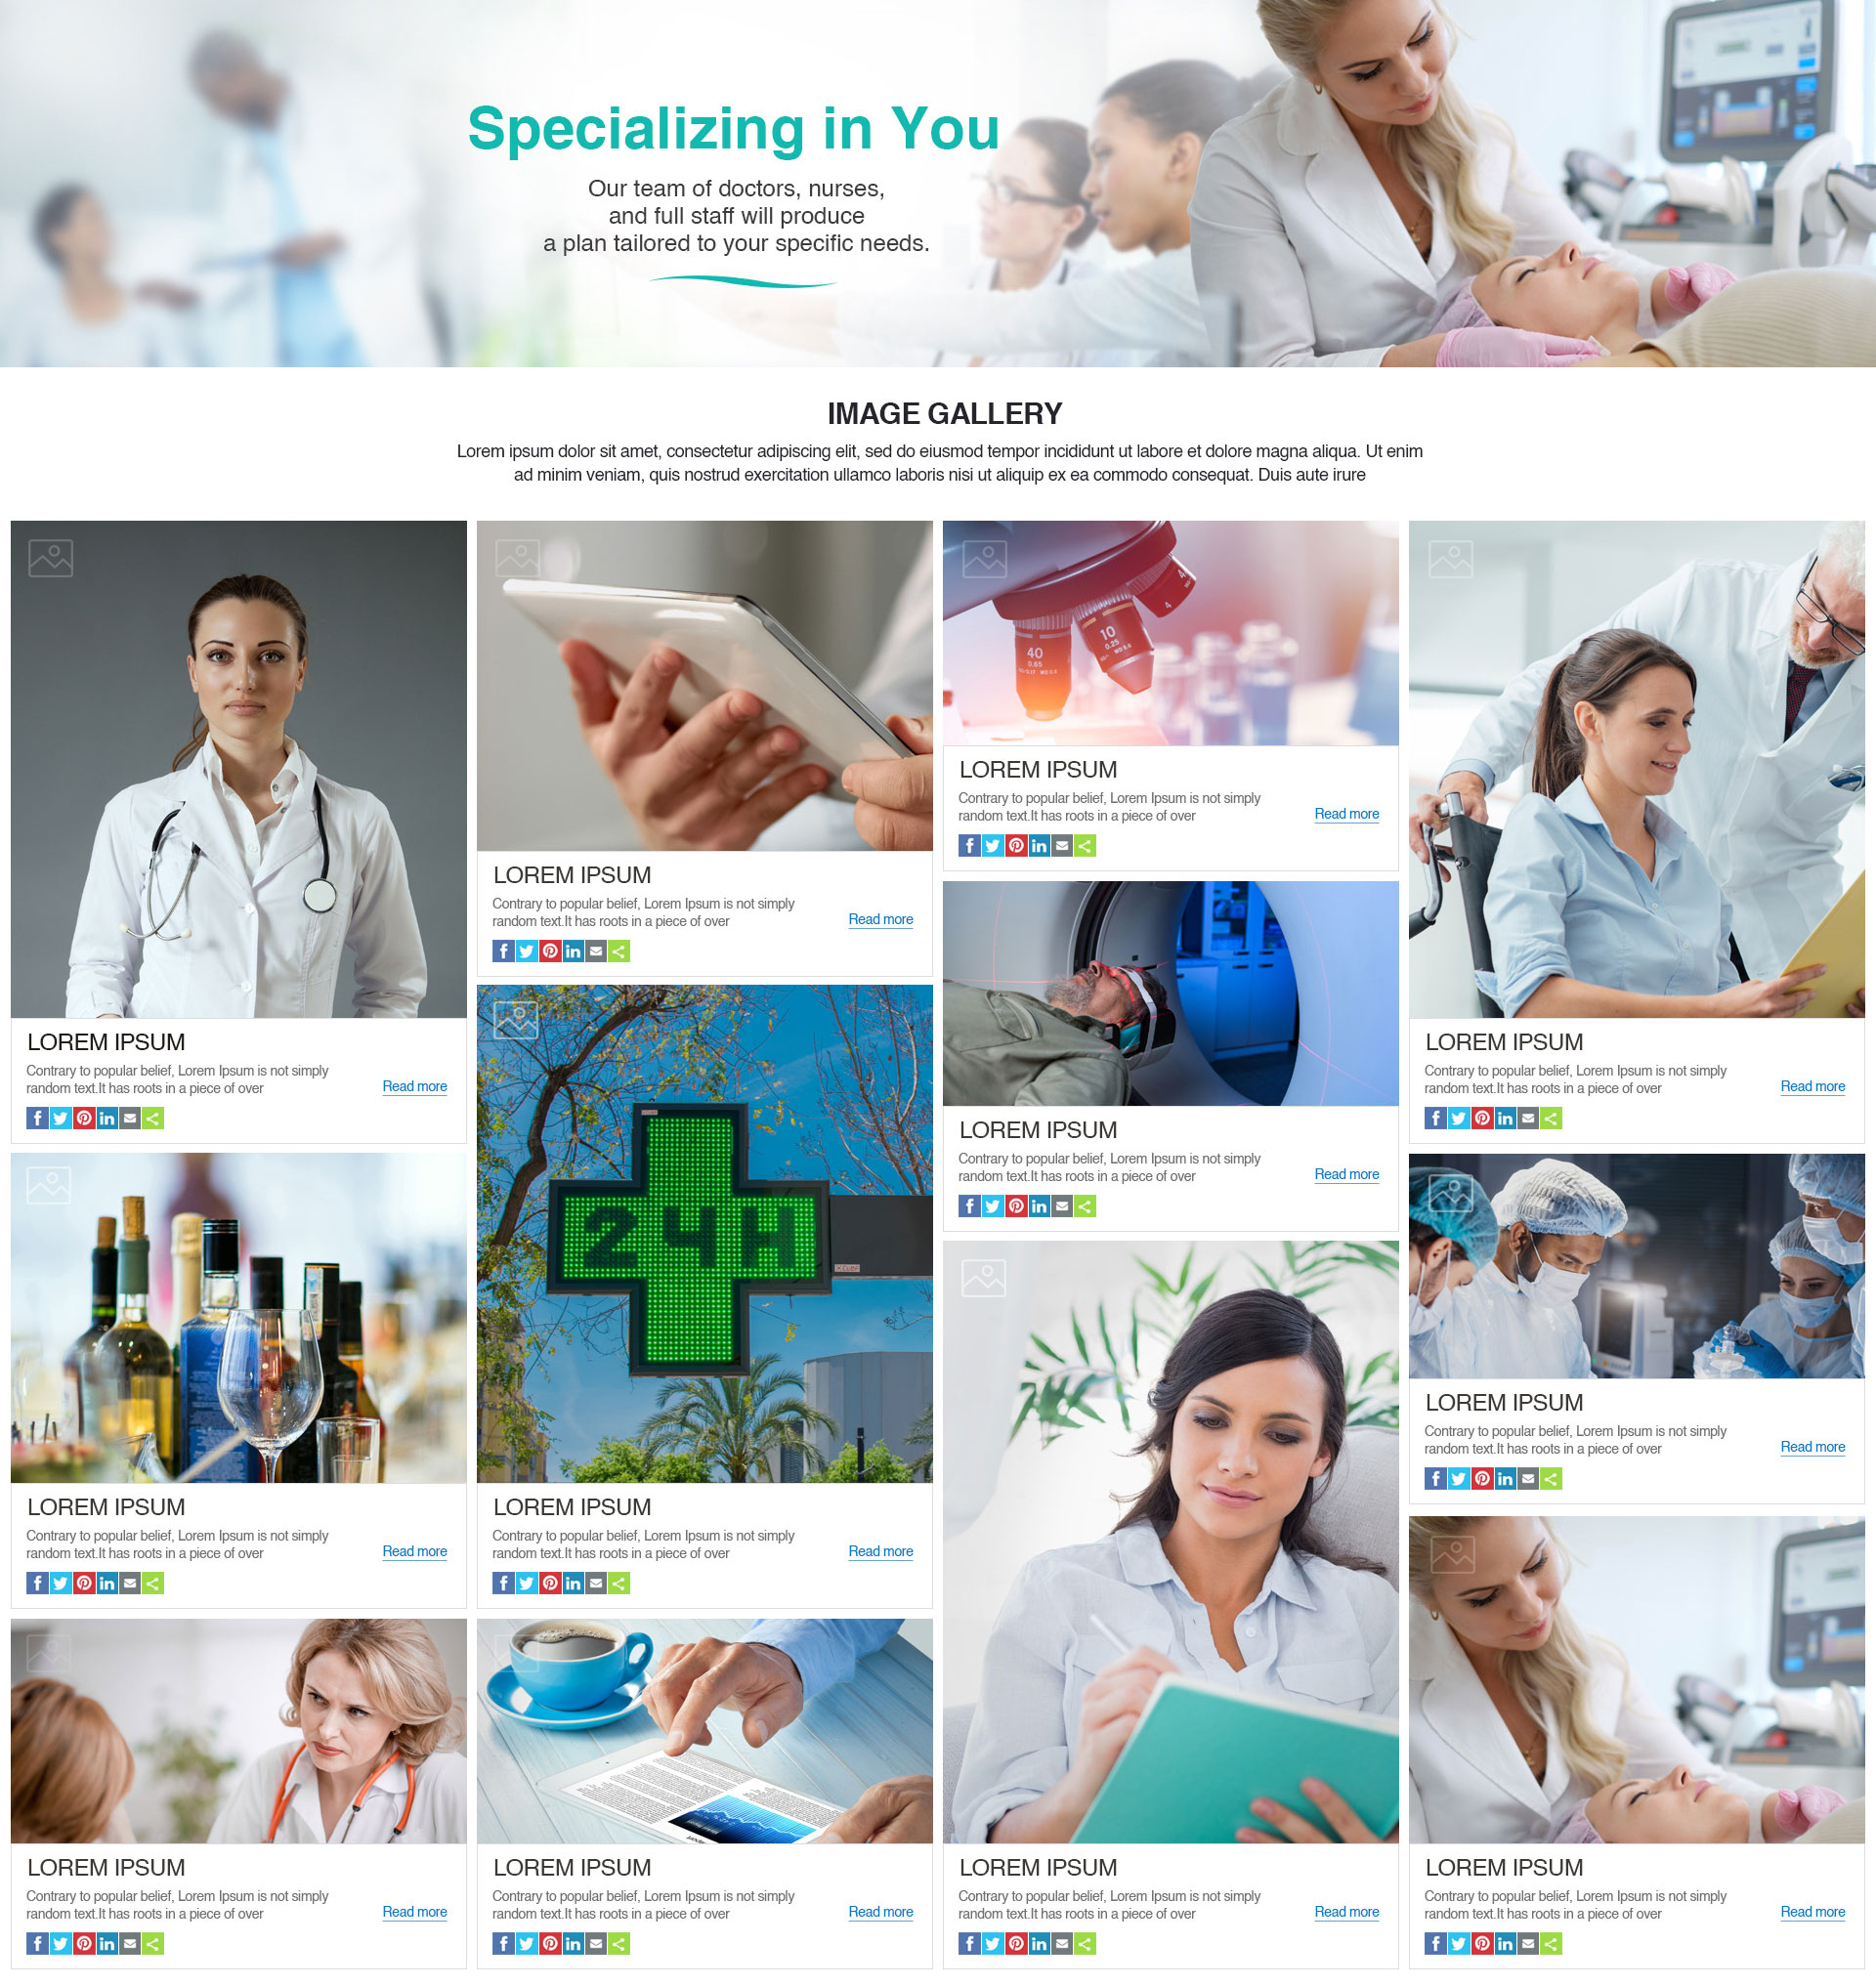 Specializing in You
Our team of doctors, nurses,
and full staff will produce
a plan tailored to your specific needs.
IMAGE GALLERY
Lorem ipsum dolor sit amet, consectetur adipiscing elit, sed do eiusmod tempor incididunt ut labore et dolore magna aliqua. Ut enim
ad minim veniam, quis nostrud exercitation ullamco laboris nisi ut aliquip ex ea commodo consequat. Duis aute irure
LOREM IPSUM
Contrary to popular belief, Lorem Ipsum is not simply
random text.It has roots in a piece of over
Read more
LOREM IPSUM
Contrary to popular belief, Lorem Ipsum is not simply
random text.It has roots in a piece of over
Read more
LOREM IPSUM
Contrary to popular belief, Lorem Ipsum is not simply
random text.It has roots in a piece of over
Read more
LOREM IPSUM
Contrary to popular belief, Lorem Ipsum is not simply
random text.It has roots in a piece of over
Read more
24H
LOREM IPSUM
Contrary to popular belief, Lorem Ipsum is not simply
random text.It has roots in a piece of over
Read more
LOREM IPSUM
Contrary to popular belief, Lorem Ipsum is not simply
random text.It has roots in a piece of over
Read more
40
0.65
10
0.25
4
LOREM IPSUM
Contrary to popular belief, Lorem Ipsum is not simply
random text.It has roots in a piece of over
Read more
LOREM IPSUM
Contrary to popular belief, Lorem Ipsum is not simply
random text.It has roots in a piece of over
Read more
LOREM IPSUM
Contrary to popular belief, Lorem Ipsum is not simply
random text.It has roots in a piece of over
Read more
LOREM IPSUM
Contrary to popular belief, Lorem Ipsum is not simply
random text.It has roots in a piece of over
Read more
LOREM IPSUM
Contrary to popular belief, Lorem Ipsum is not simply
random text.It has roots in a piece of over
Read more
LOREM IPSUM
Contrary to popular belief, Lorem Ipsum is not simply
random text.It has roots in a piece of over
Read more